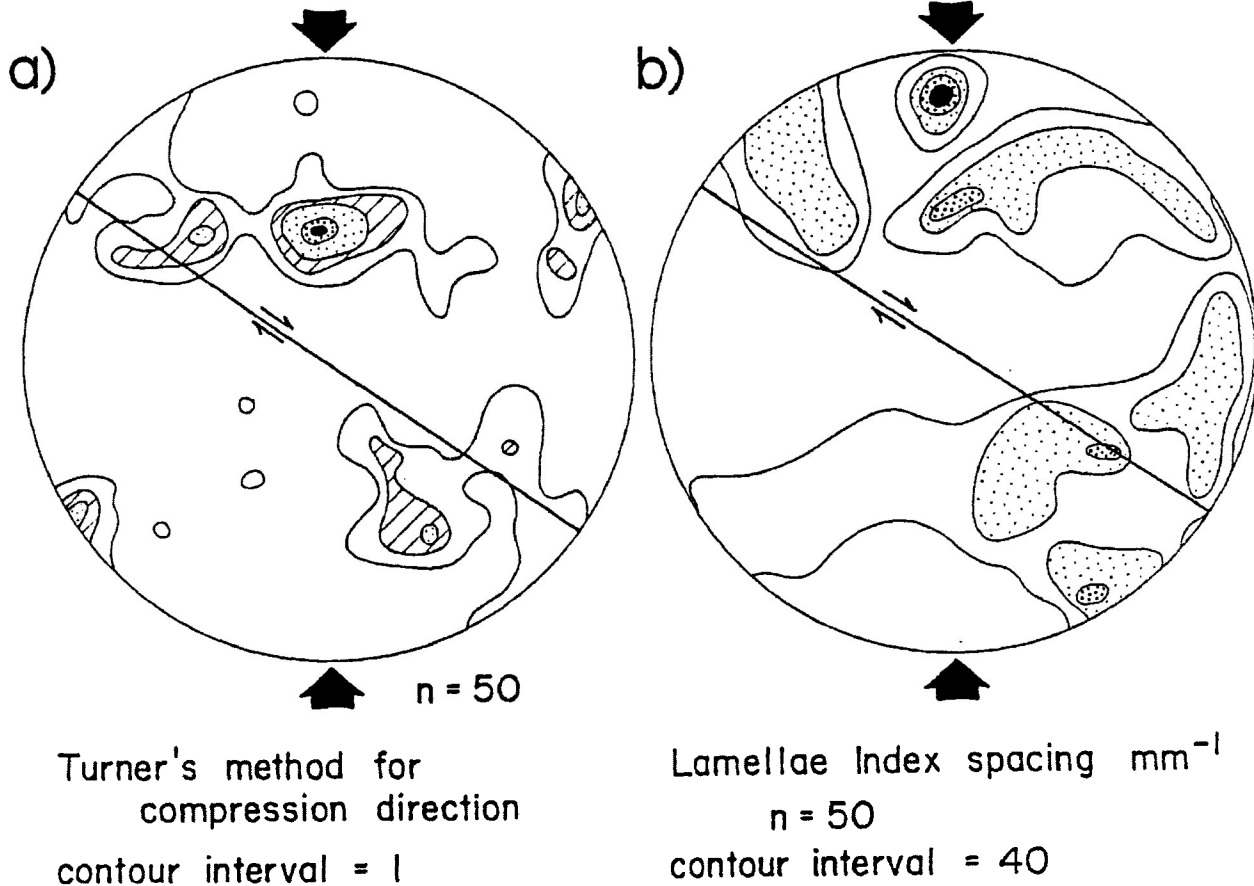 a)
b)
n = 50
Turner's method for
compression direction
contour interval = 1
Lamellae Index spacing mm⁻¹
n = 50
contour interval = 40